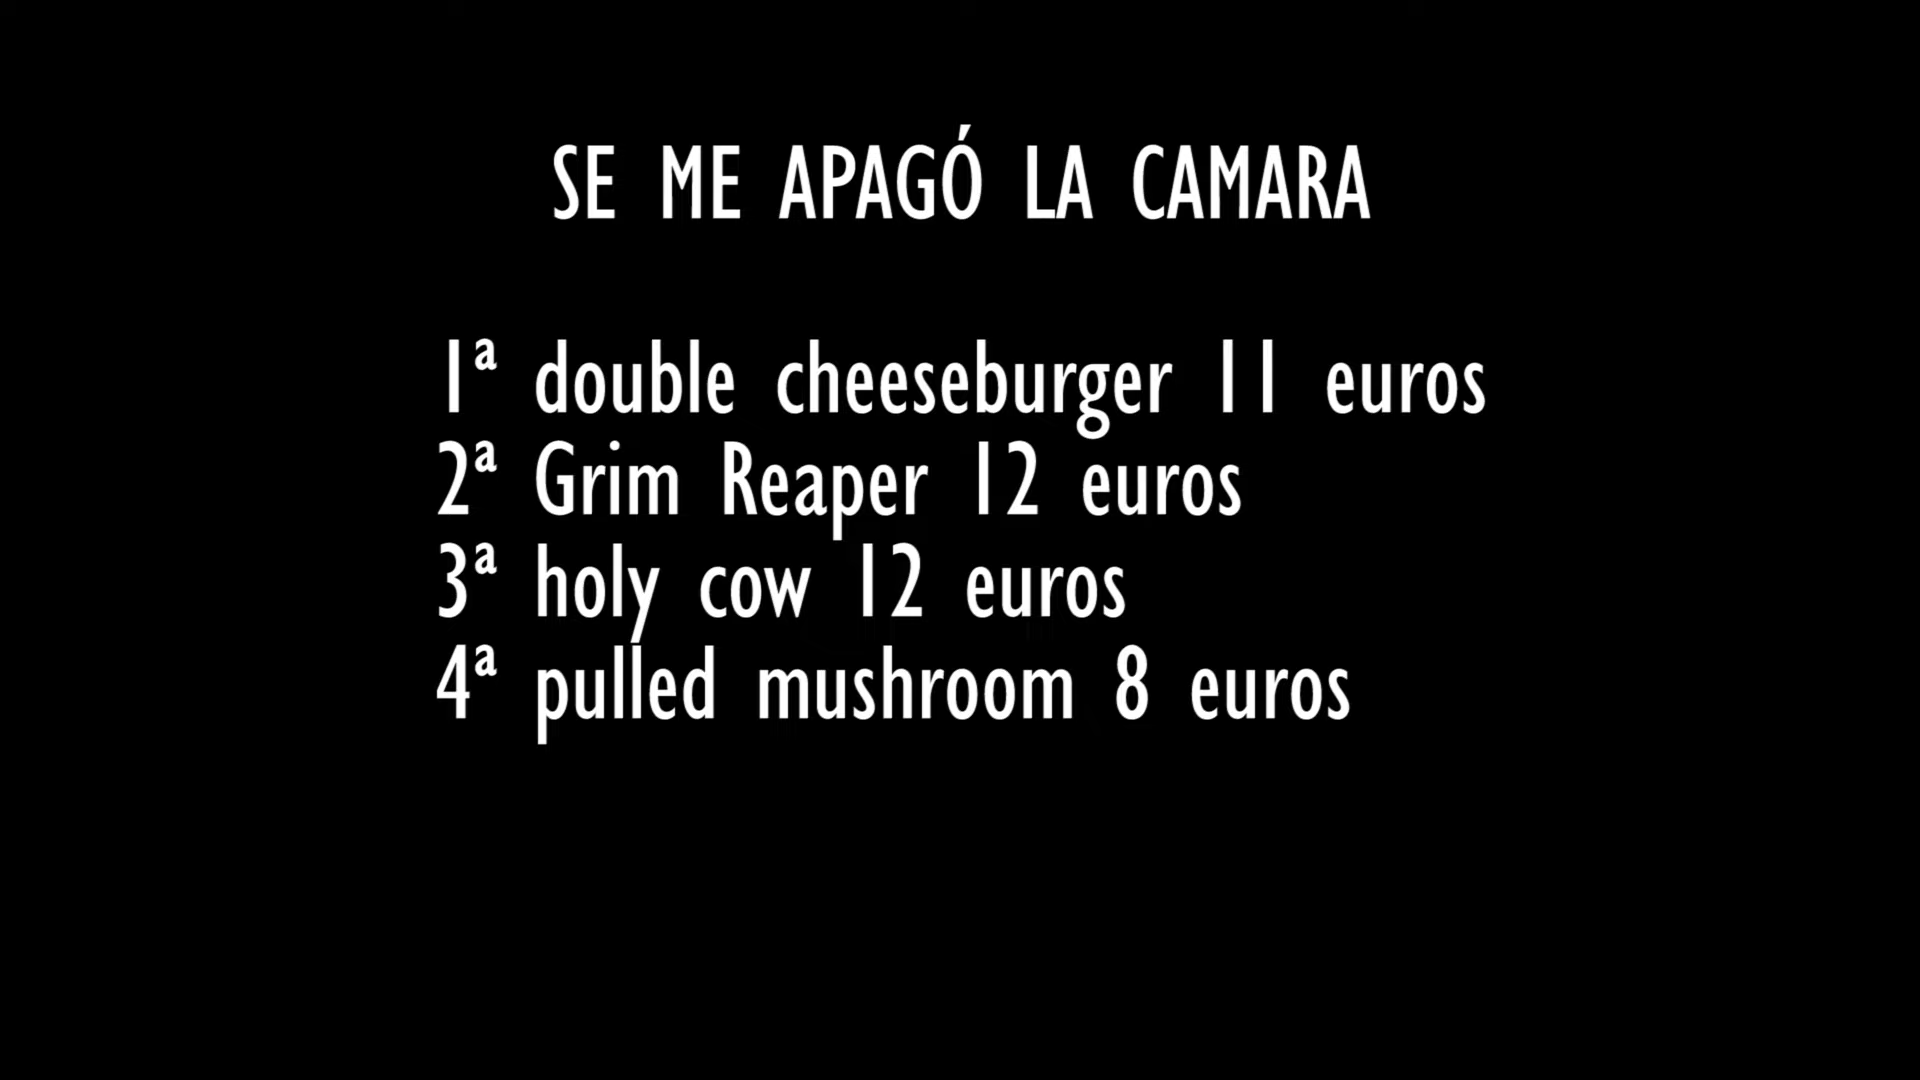 SE ME APAGÓ LA CAMARA
1ª double cheeseburger 11 euros
2ª Grim Reaper 12 euros
3ª holy cow 12 euros
4ª pulled mushroom 8 euros